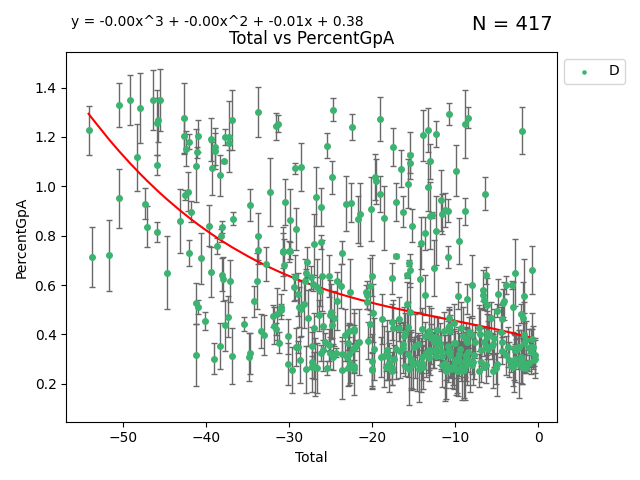 y = -0.00x^3 + -0.00x^2 + -0.01x + 0.38
N = 417
Total vs PercentGpA
D
PercentGpA
1.4
1.2
1.0
0.8
0.6
0.4
0.2
−50 −40 −30 −20 −10 0
Total